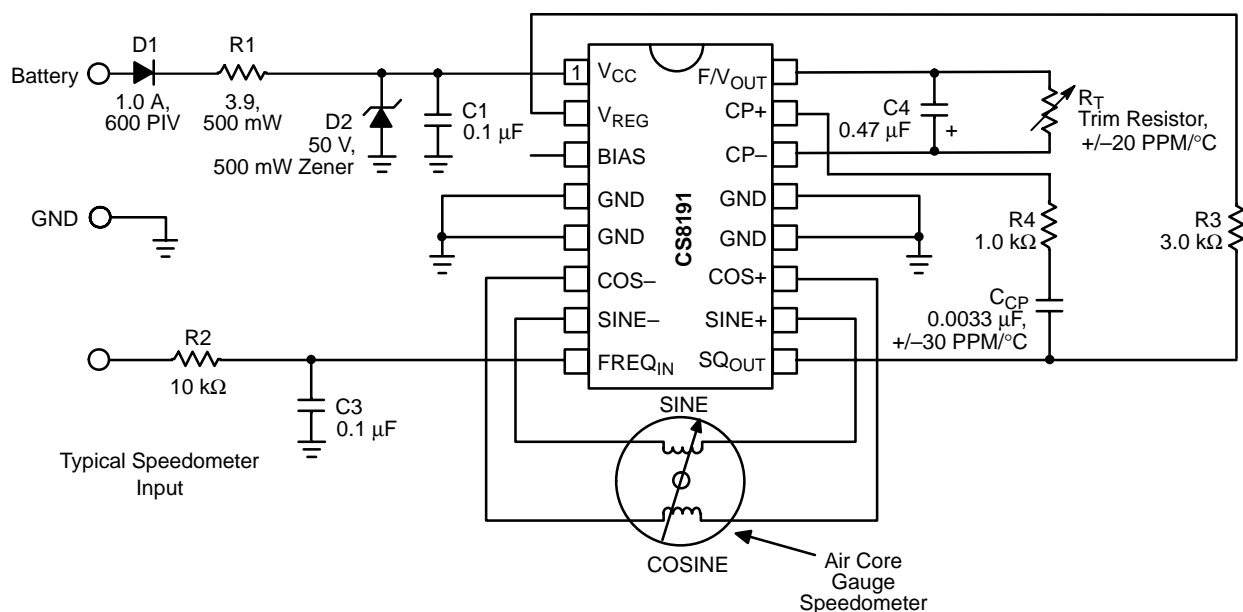 D1
R1
Battery
1.0 A,
600 PIV
3.9,
500 mW
D2
50 V,
500 mW Zener
C1
0.1 μF
GND
R2
10 kΩ
C3
0.1 μF
Typical Speedometer
Input
1
VCC
VREG
BIAS
GND
GND
COS–
SINE–
FREQIN
CS8191
F/VOUT
CP+
CP–
GND
GND
COS+
SINE+
SQOUT
C4
0.47 μF
+
RT
Trim Resistor,
+/–20 PPM/°C
R4
1.0 kΩ
R3
3.0 kΩ
CCP
0.0033 μF,
+/–30 PPM/°C
SINE
COSINE
Air Core
Gauge
Speedometer